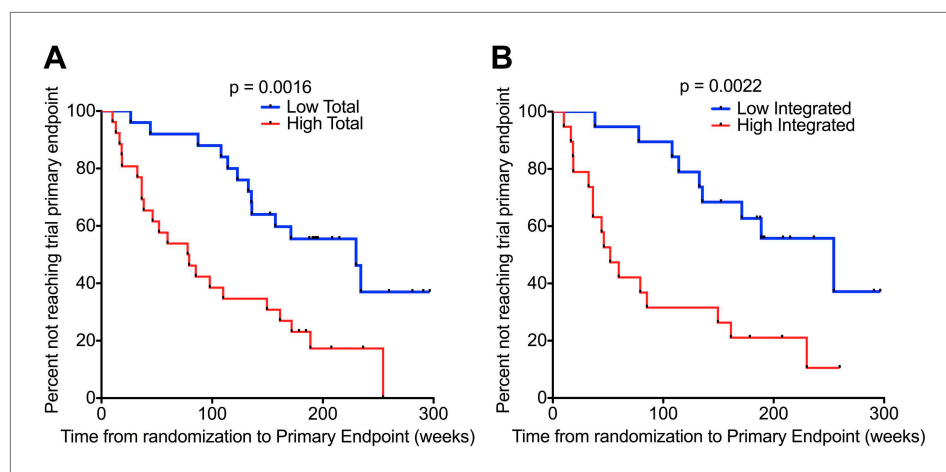 A
p = 0.0016
Low Total
High Total
Percent not reaching trial primary endpoint
100
80
60
40
20
0
0 100 200 300
Time from randomization to Primary Endpoint (weeks)
B
p = 0.0022
Low Integrated
High Integrated
Percent not reaching trial primary endpoint
100
80
60
40
20
0
0 100 200 300
Time from randomization to Primary Endpoint (weeks)